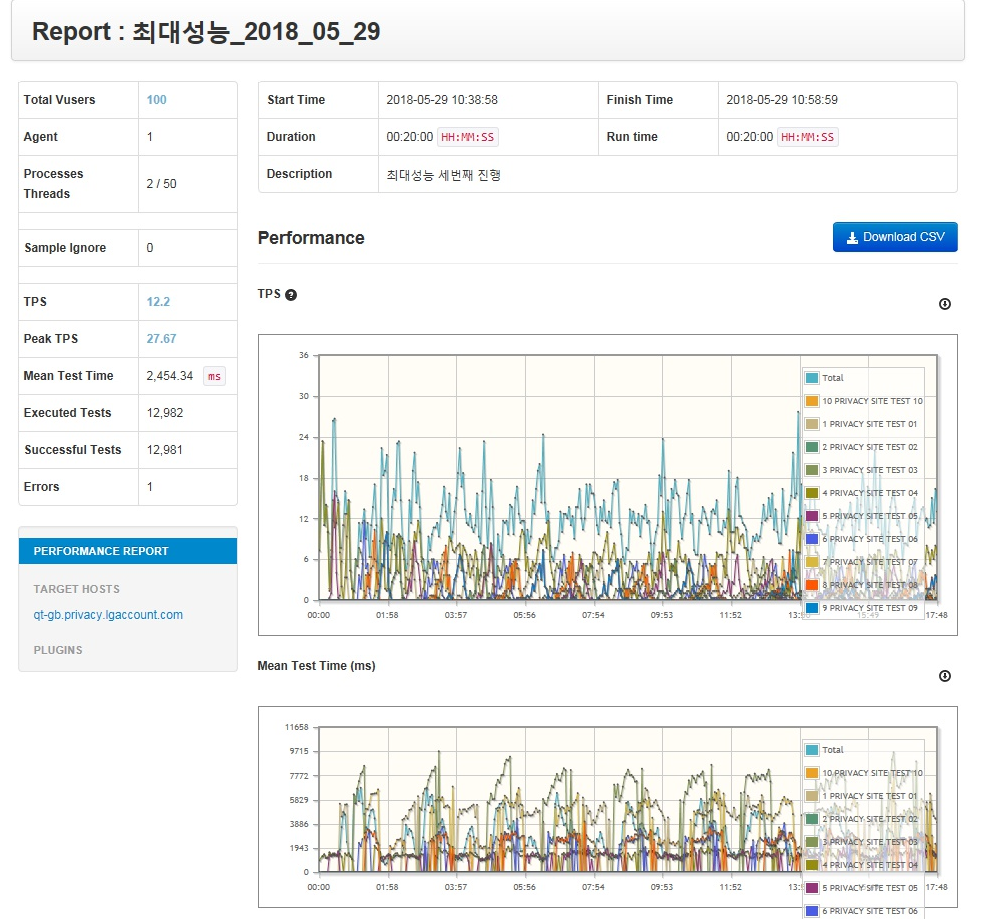 Report : 최대성능_2018_05_29
Total Vusers 100
Agent 1
Processes
Threads
2 / 50
Sample Ignore 0
TPS 12.2
Peak TPS 27.67
Mean Test Time 2,454.34 ms
Executed Tests 12,982
Successful Tests 12,981
Errors 1
PERFORMANCE REPORT
TARGET HOSTS
qt-gb.privacy.lgaccount.com
PLUGINS
Start Time 2018-05-29 10:38:58 Finish Time 2018-05-29 10:58:59
Duration 00:20:00 HH:MM:SS Run time 00:20:00 HH:MM:SS
Description 최대성능 세번째 진행
Performance
Download CSV
TPS ?
36
30
24
18
12
6
0
00:00 01:58 03:57 05:56 07:54 09:53 11:52 15:49 17:48
Total
10 PRIVACY SITE TEST 10
1 PRIVACY SITE TEST 01
2 PRIVACY SITE TEST 02
3 PRIVACY SITE TEST 03
4 PRIVACY SITE TEST 04
5 PRIVACY SITE TEST 05
6 PRIVACY SITE TEST 06
7 PRIVACY SITE TEST 07
8 PRIVACY SITE TEST 08
9 PRIVACY SITE TEST 09
Mean Test Time (ms)
11658
9715
7772
5829
3886
1943
0
00:00 01:58 03:57 05:56 07:54 09:53 11:52 17:48
Total
10 PRIVACY SITE TEST 10
1 PRIVACY SITE TEST 01
2 PRIVACY SITE TEST 02
3 PRIVACY SITE TEST 03
4 PRIVACY SITE TEST 04
5 PRIVACY SITE TEST 05
6 PRIVACY SITE TEST 06